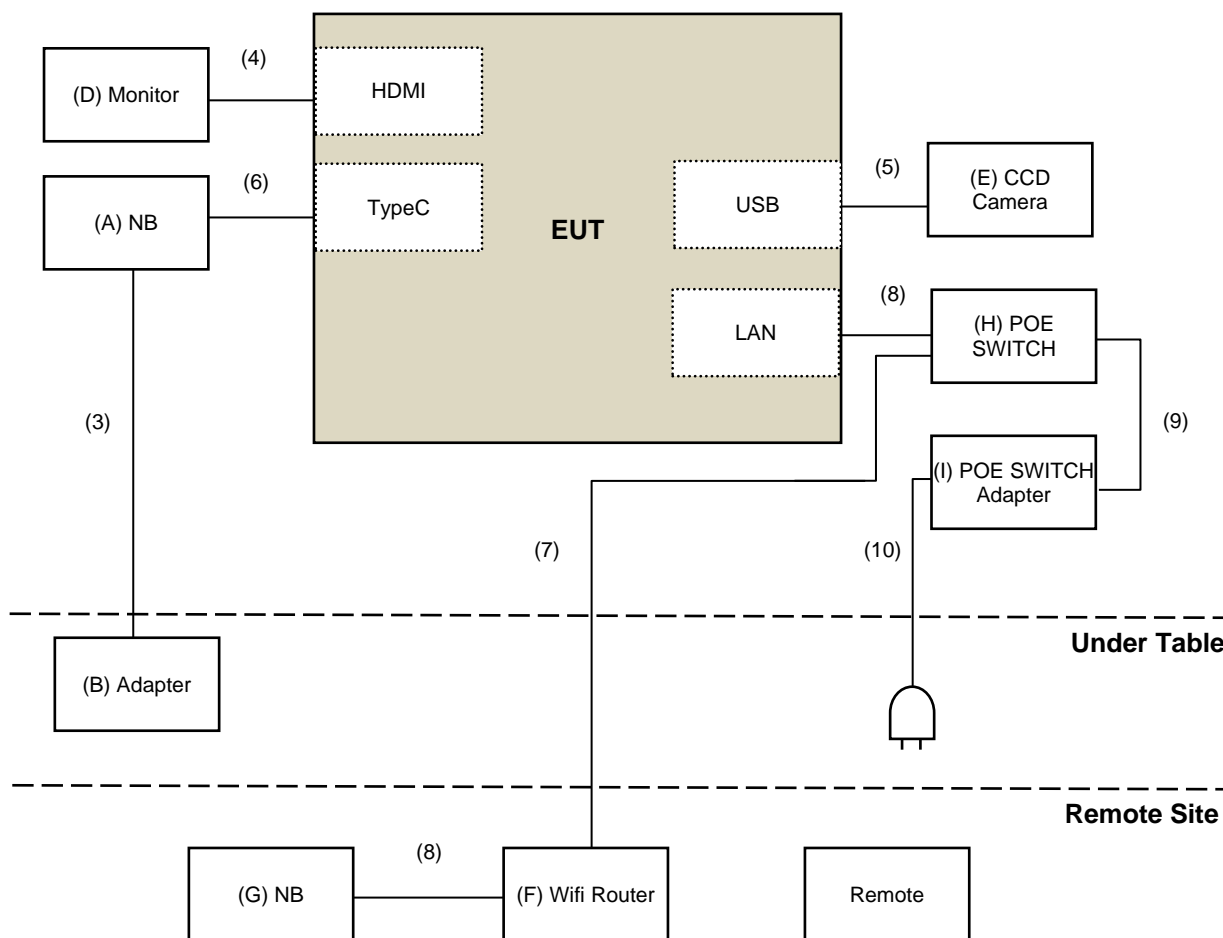 (4)
(D) Monitor
HDMI
(6)
(A) NB
TypeC
EUT
USB
(5)
(E) CCD
Camera
LAN
(8)
(H) POE
SWITCH
(3)
(9)
(I) POE SWITCH
Adapter
(7)
(10)
Under Table
(B) Adapter
Remote Site
(8)
(G) NB
(F) Wifi Router
Remote